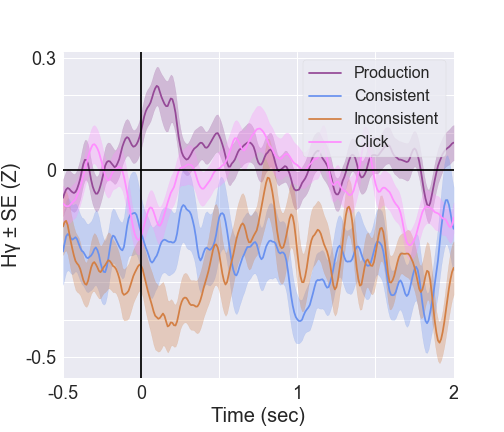 0.3
0
-0.5
Hγ ± SE (Z)
Production
Consistent
Inconsistent
Click
-0.5 0 1 2
Time (sec)